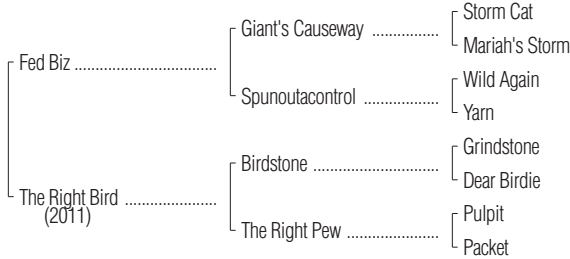 Storm Cat
Giant's Causeway ................
Mariah's Storm
Fed Biz ..................................
Wild Again
Spunoutacontrol ..................
Yarn
Grindstone
Birdstone ..............................
Dear Birdie
The Right Bird ......................
(2011)
Pulpit
The Right Pew ......................
Packet